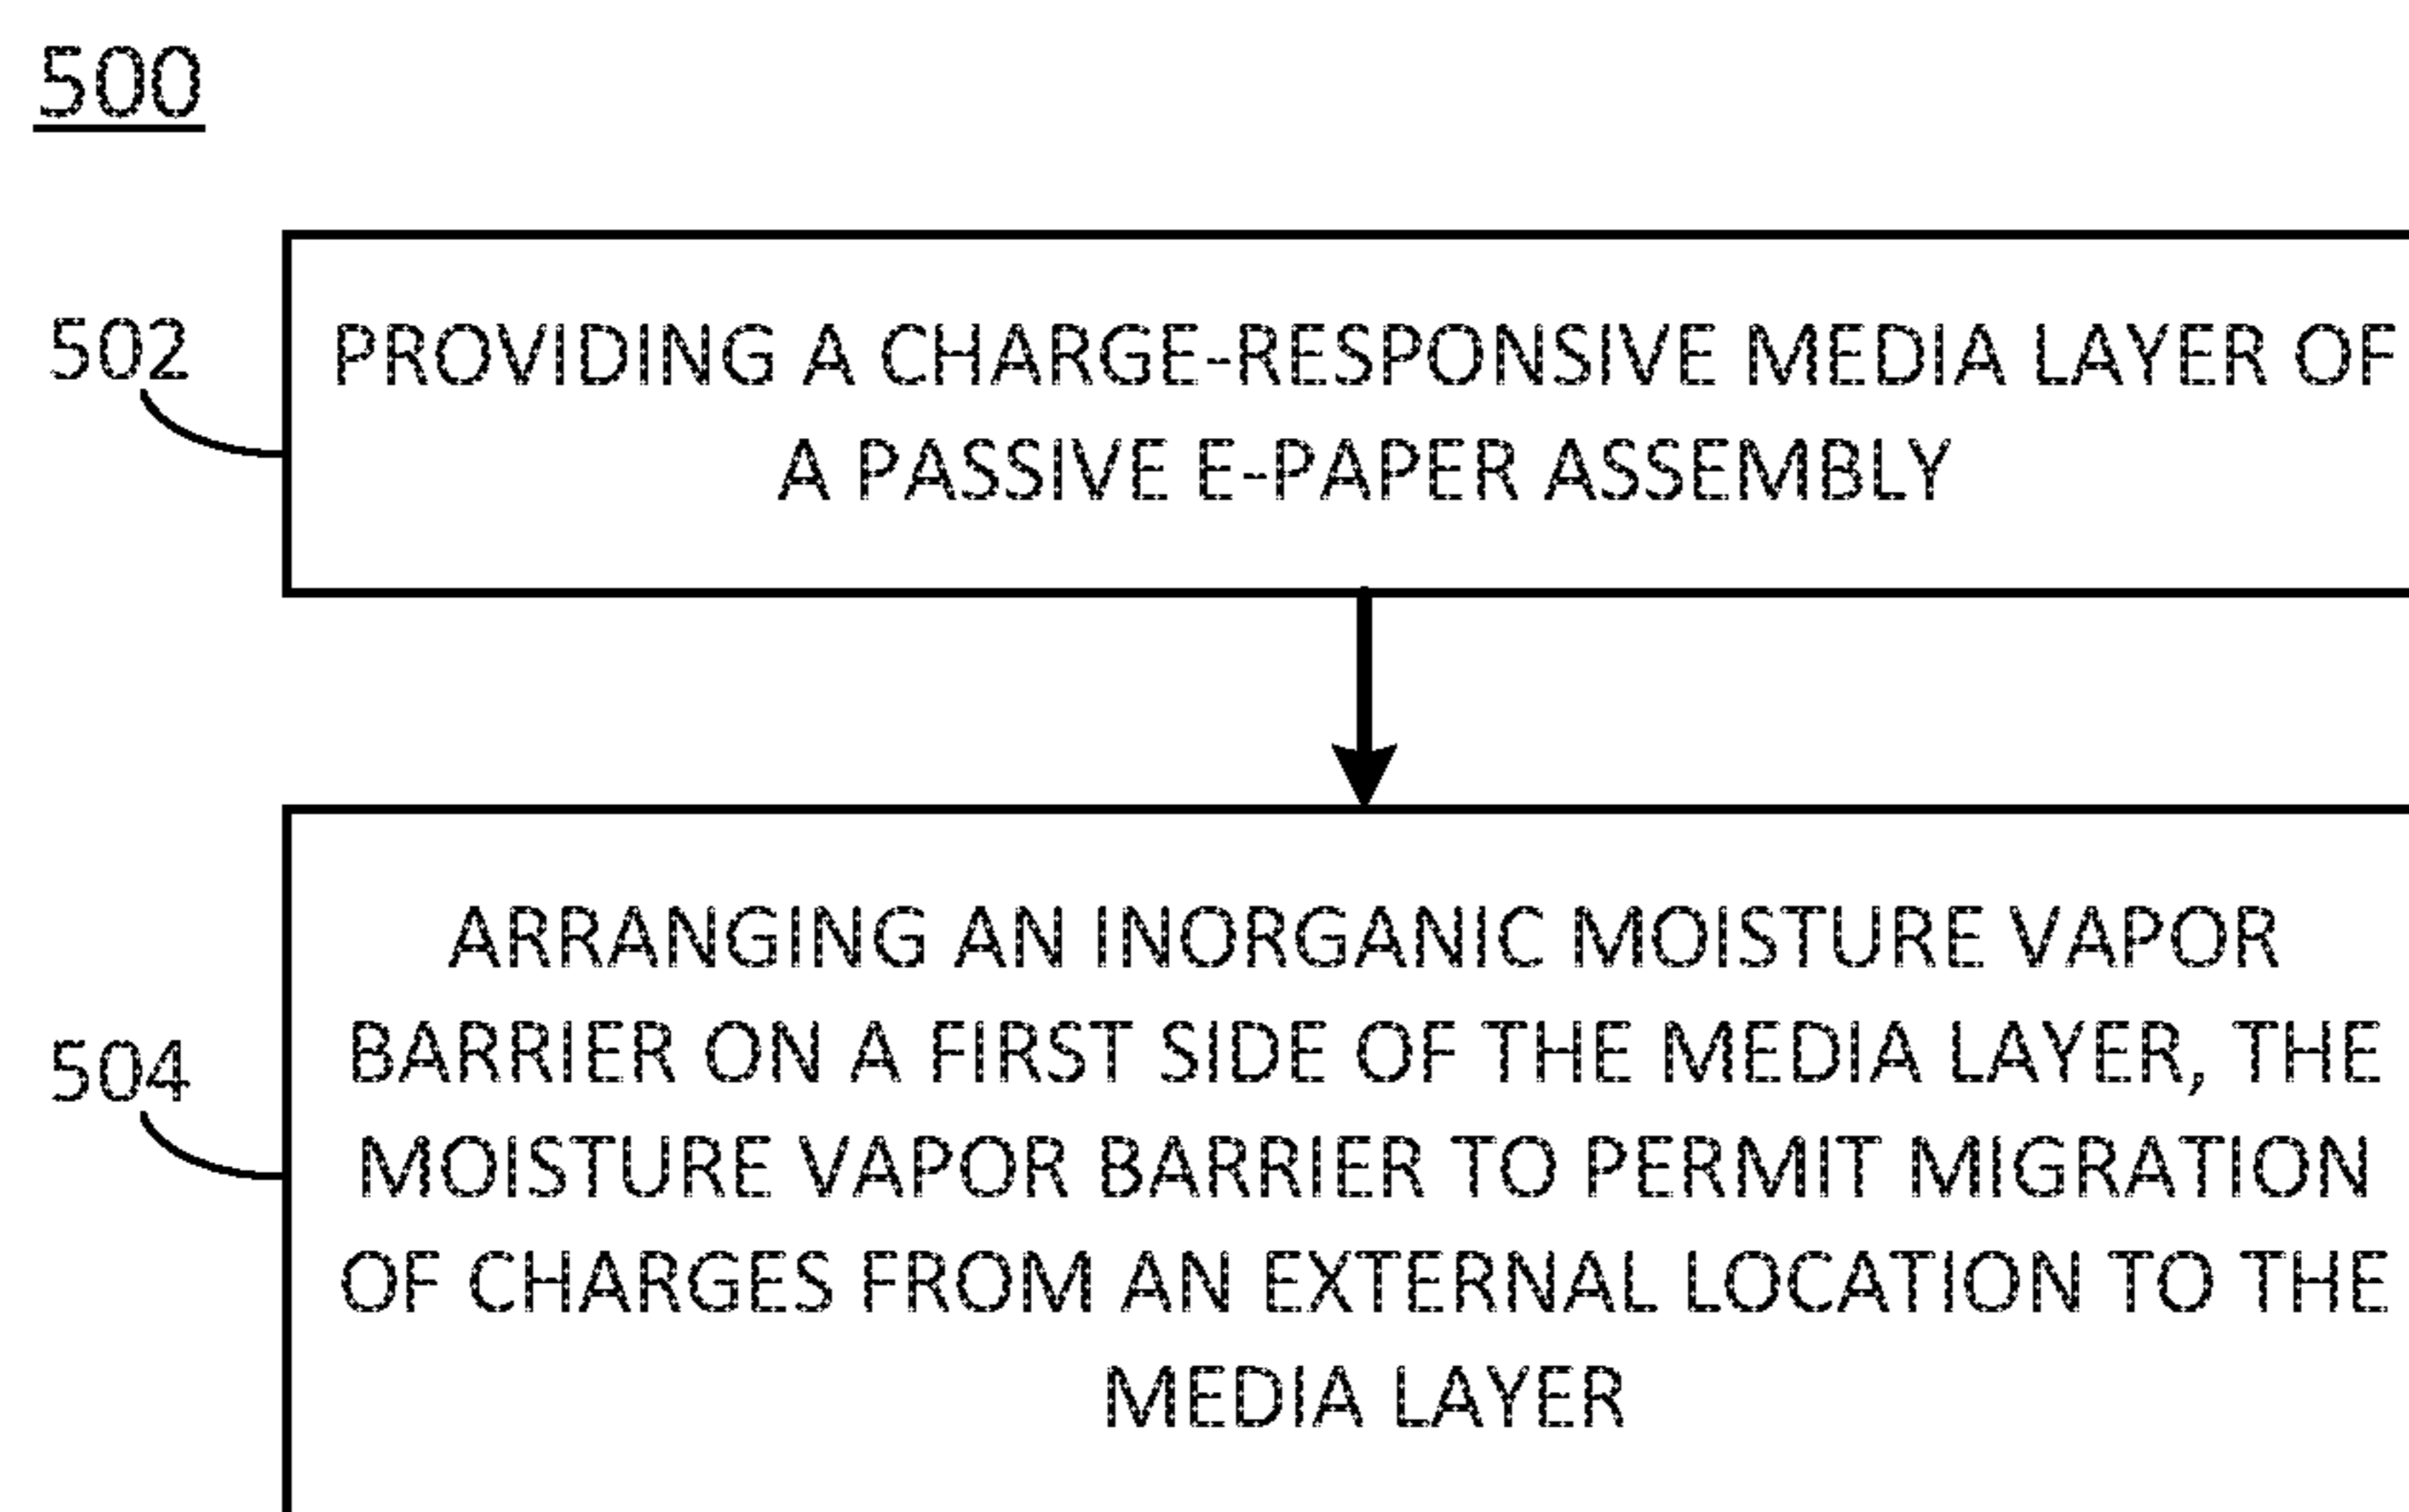 500
502
PROVIDING A CHARGE-RESPONSIVE MEDIA LAYER OF
A PASSIVE E-PAPER ASSEMBLY
ARRANGING AN INORGANIC MOISTURE VAPOR
BARRIER ON A FIRST SIDE OF THE MEDIA LAYER, THE
504
MOISTURE VAPOR BARRIER TO PERMIT MIGRATION
OF CHARGES FROM AN EXTERNAL LOCATION TO THE
MEDIA LAYER